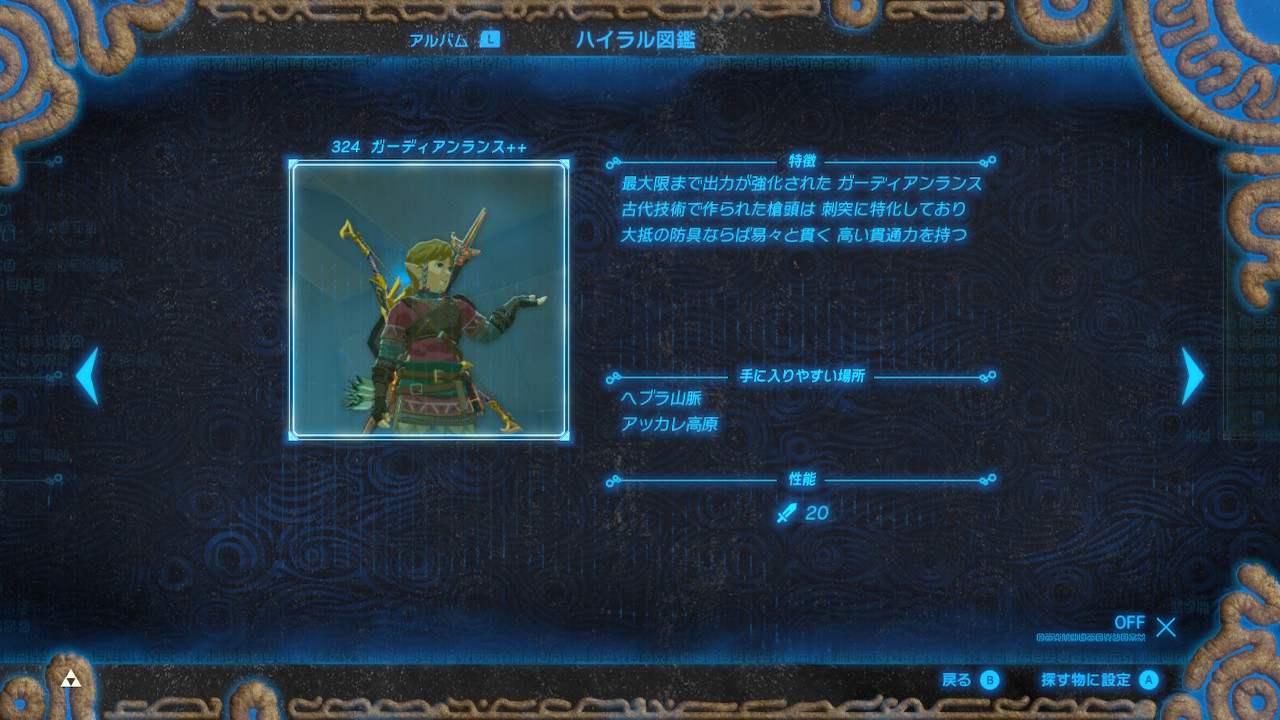 アルバム L
ハイラル図鑑
324 ガーディアンランス++
特徴
最大限まで出力が強化された ガーディアンランス
古代技術で作られた槍頭は 刺突に特化しており
大抵の防具ならば易々と貫く 高い貫通力を持つ
手に入りやすい場所
ヘブラ山脈
アッカレ高原
性能
20
OFF
戻る B
探す物に設定 A